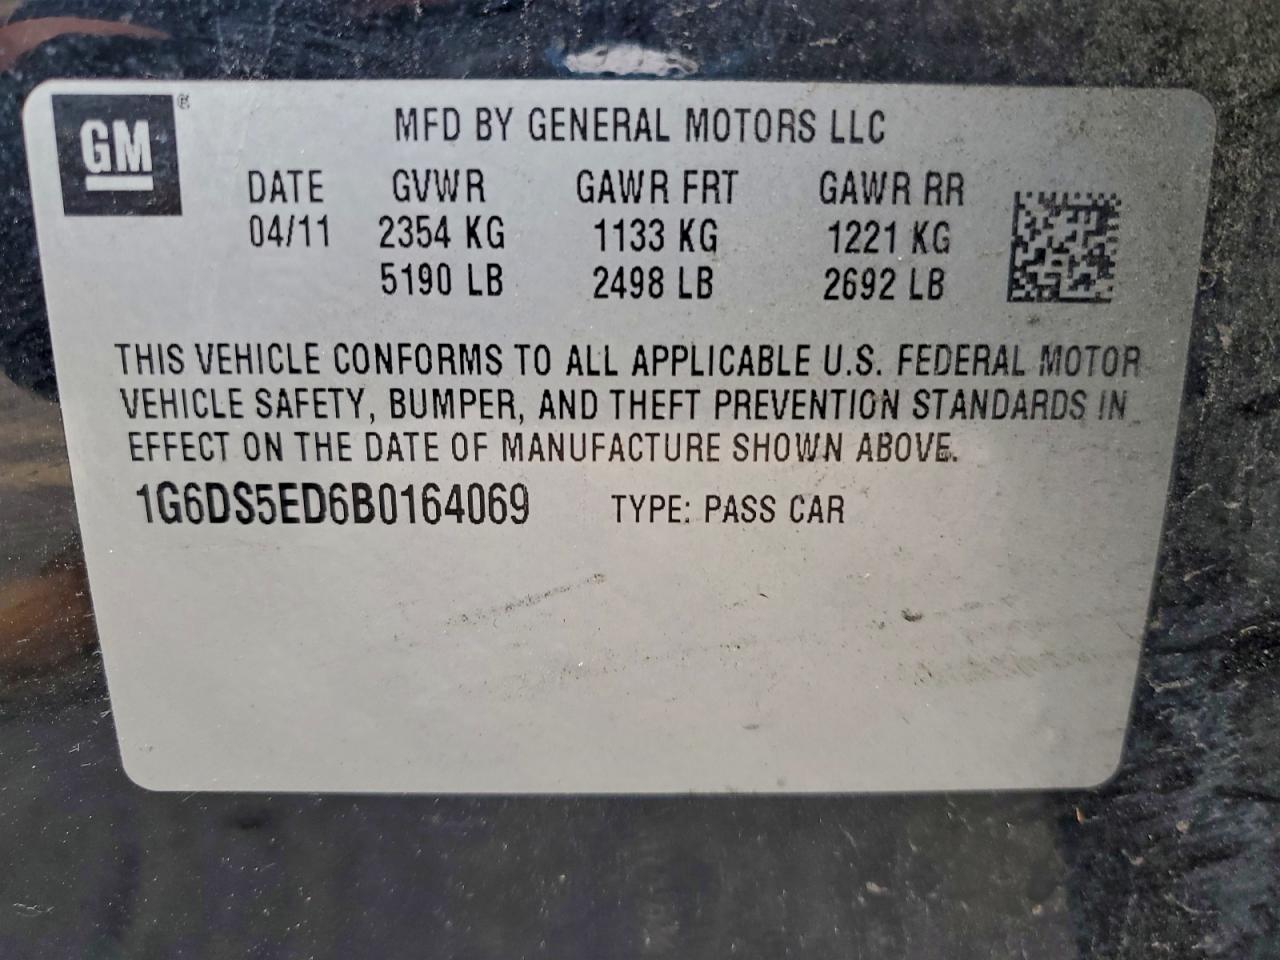 GM®
MFD BY GENERAL MOTORS LLC
DATE GVWR GAWR FRT GAWR RR
04/11 2354 KG 1133 KG 1221 KG
5190 LB 2498 LB 2692 LB
THIS VEHICLE CONFORMS TO ALL APPLICABLE U.S. FEDERAL MOTOR
VEHICLE SAFETY, BUMPER, AND THEFT PREVENTION STANDARDS IN
EFFECT ON THE DATE OF MANUFACTURE SHOWN ABOVE.
1G6DS5ED6B0164069 TYPE: PASS CAR